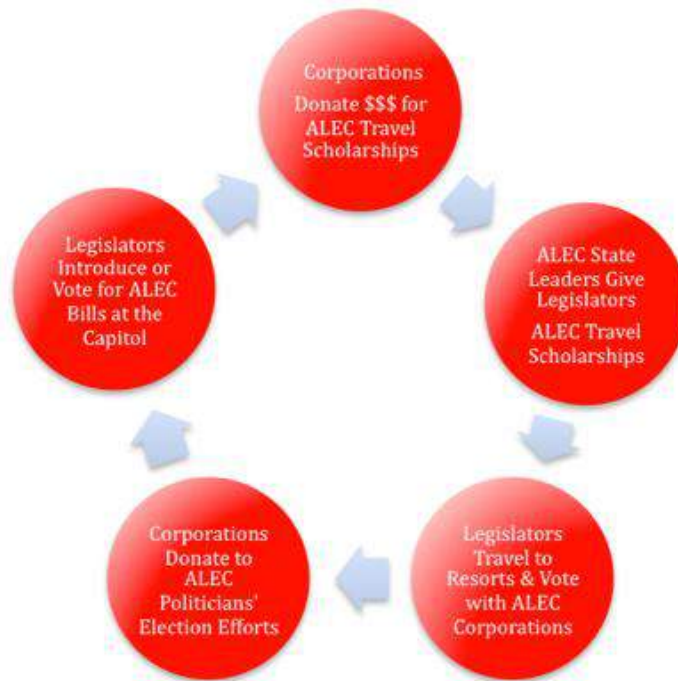 Corporations
Donate $$$ for
ALEC Travel
Scholarships
ALEC State
Leaders Give
Legislators
ALEC Travel
Scholarships
Legislators
Travel to
Resorts & Vote
with ALEC
Corporations
Corporations
Donate to
ALEC
Politicians'
Election Efforts
Legislators
Introduce or
Vote for ALEC
Bills at the
Capitol